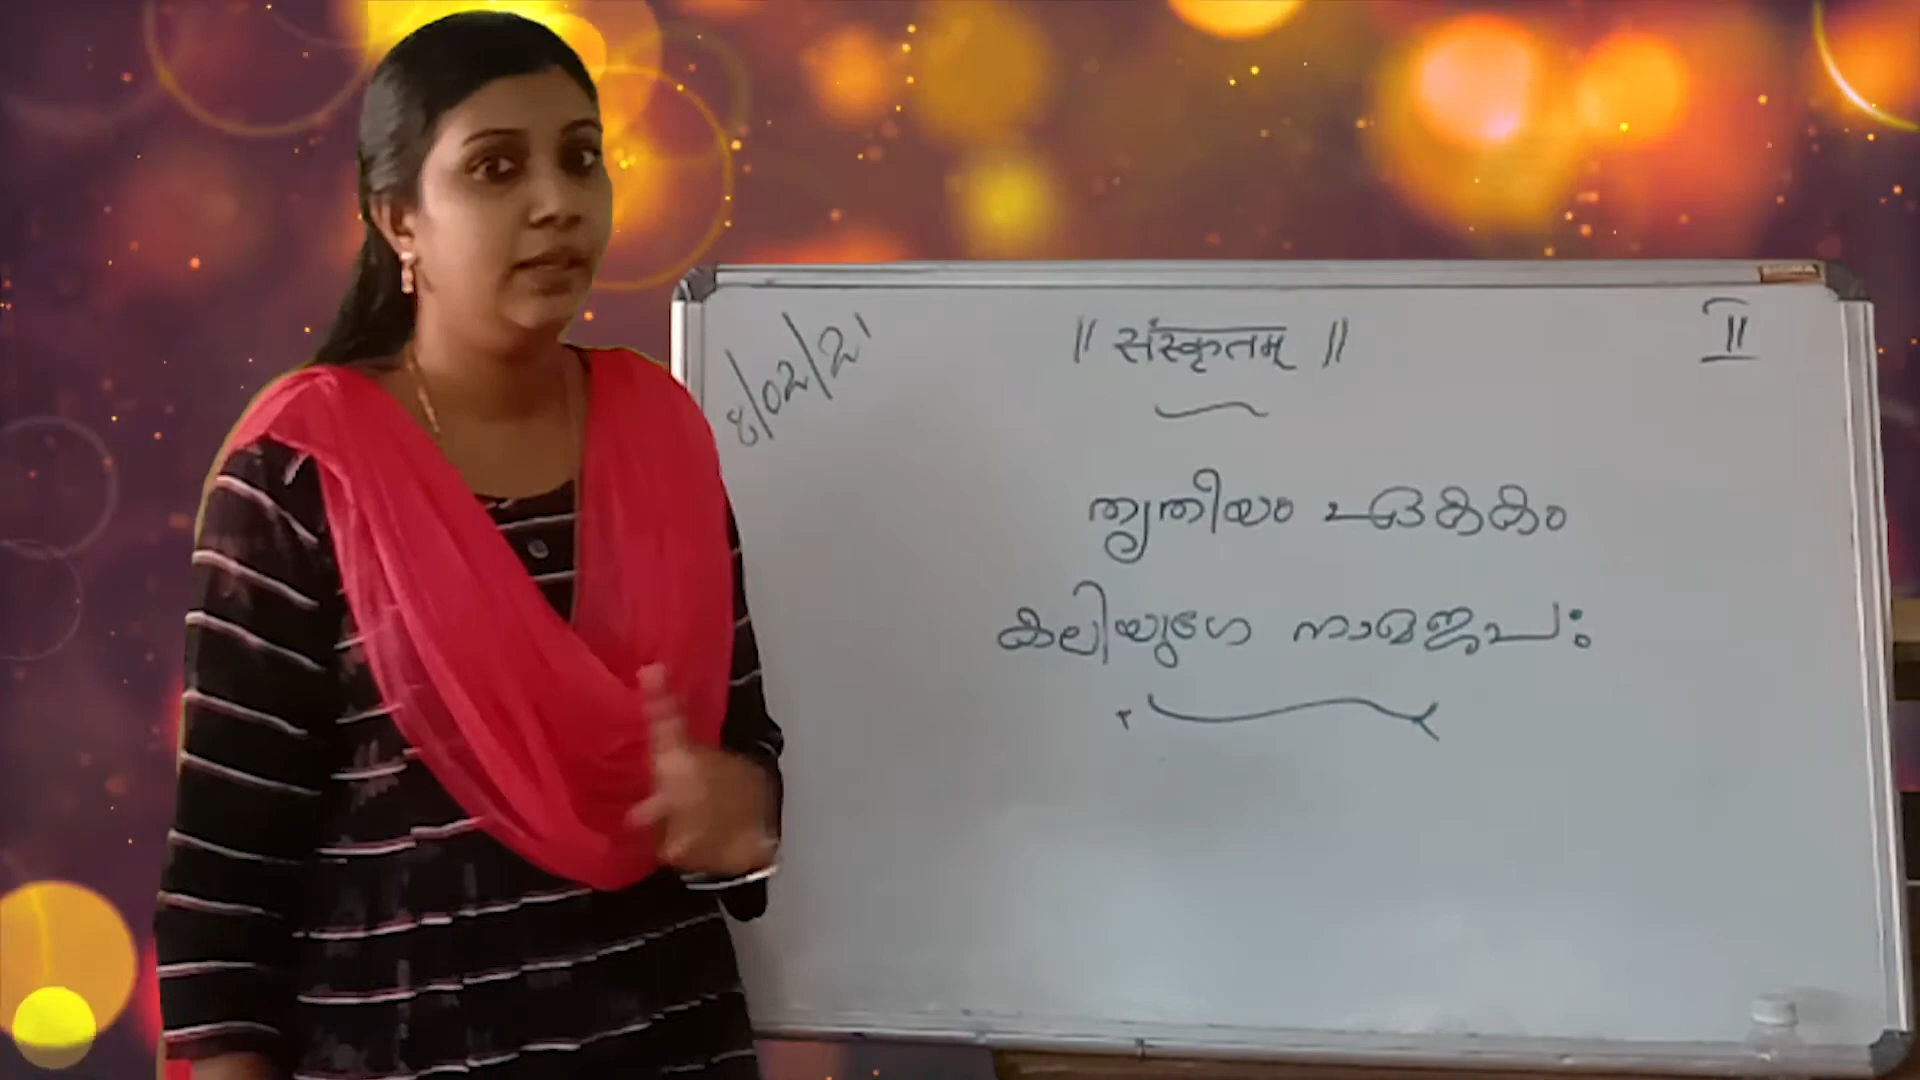 8/02/21
|| संस्कृतम् ||
II
തൃതീയം ഏകകം
കലിയുഗേ നാമജപഃ